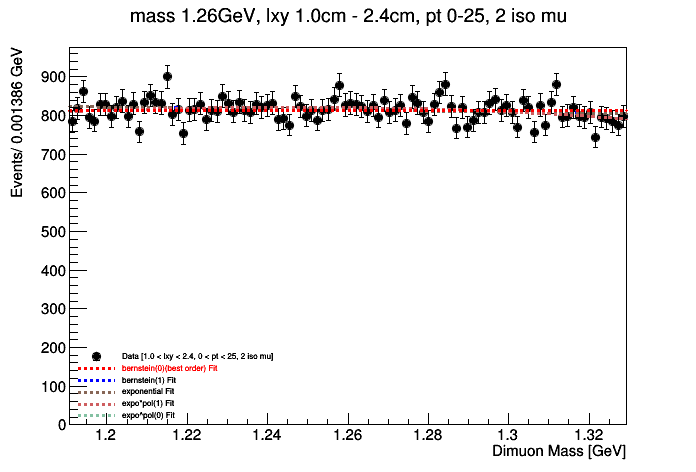 mass 1.26GeV, lxy 1.0cm - 2.4cm, pt 0-25, 2 iso mu
Events/ 0.001386 GeV
900
800
700
600
500
400
300
200
100
0
Data [1.0 < lxy < 2.4, 0 < pt < 25, 2 iso mu]
bernstein(0)(best order) Fit
bernstein(1) Fit
exponential Fit
expo*pol(1) Fit
expo*pol(0) Fit
1.2 1.22 1.24 1.26 1.28 1.3 1.32
Dimuon Mass [GeV]